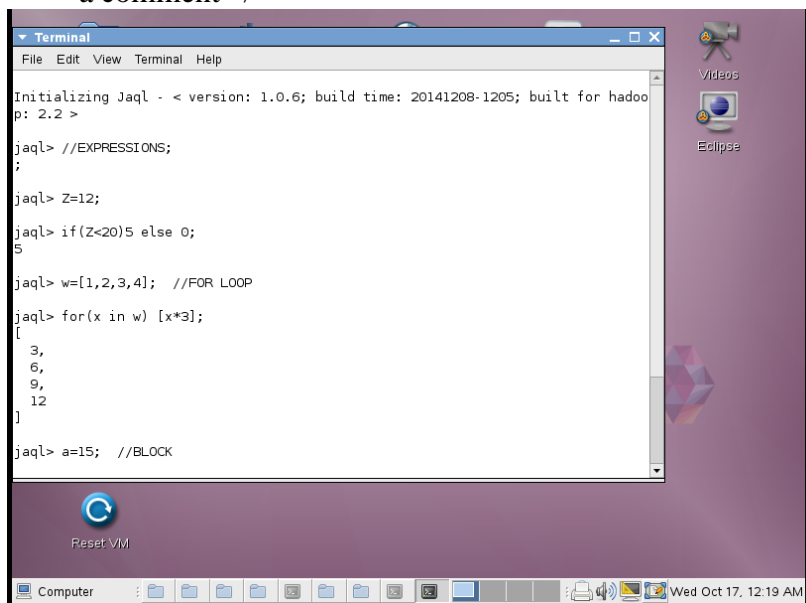 a comment */
Terminal
File Edit View Terminal Help
Initializing Jaql - < version: 1.0.6; build time: 20141208-1205; built for hadoo
p: 2.2 >
jaql> //EXPRESSIONS;
;
jaql> Z=12;
jaql> if(Z<20)5 else 0;
5
jaql> w=[1,2,3,4];  //FOR LOOP
jaql> for(x in w) [x*3];
[
3,
6,
9,
12
]
jaql> a=15;  //BLOCK
Videos
Eclipse
Reset VM
Computer
Wed Oct 17, 12:19 AM